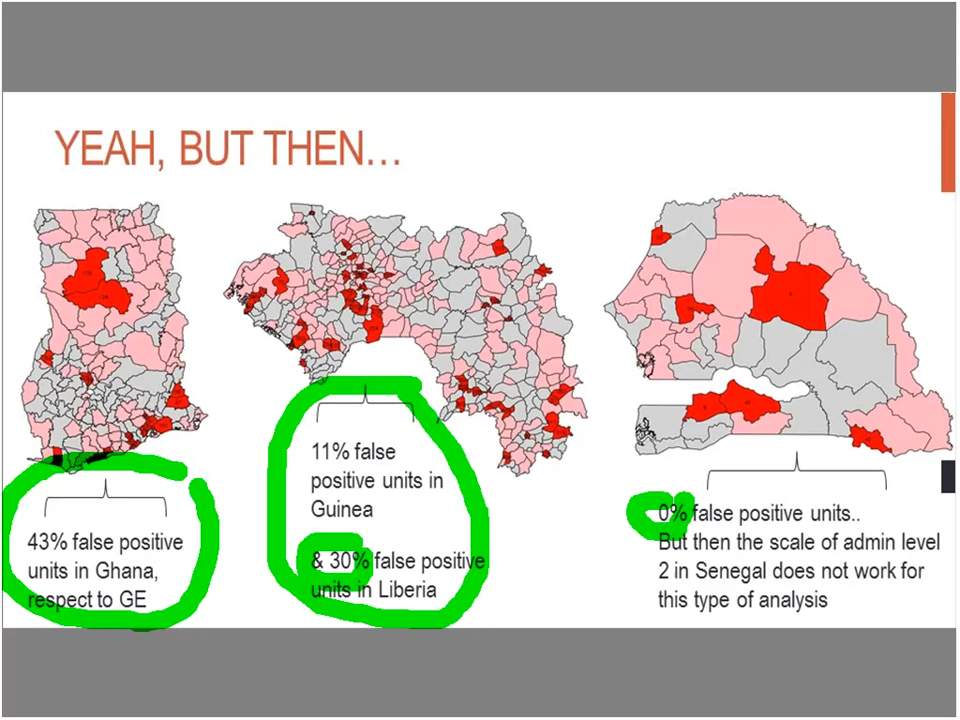 YEAH, BUT THEN...
43% false positive
units in Ghana,
respect to GE
11% false
positive units in
Guinea
& 30% false positive
units in Liberia
0% false positive units..
But then the scale of admin level
2 in Senegal does not work for
this type of analysis